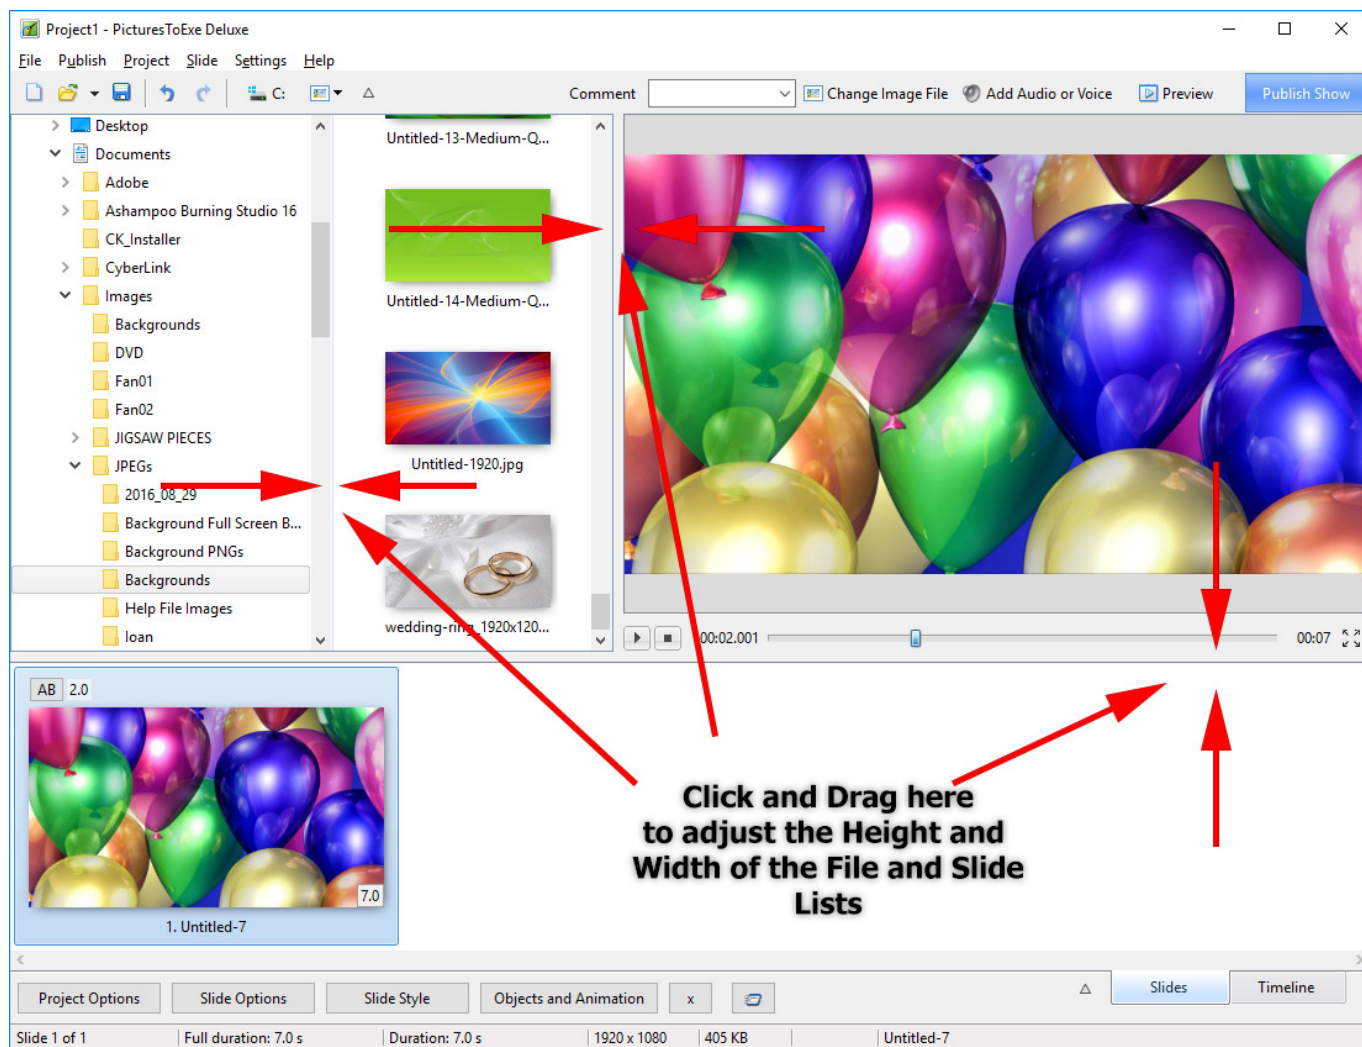 Project1 - PicturesToExe Deluxe
File Publish Project Slide Settings Help
C: Comment Change Image File Add Audio or Voice Preview Publish Show
Desktop
Documents
Adobe
Ashampoo Burning Studio 16
CK_Installer
CyberLink
Images
Backgrounds
DVD
Fan01
Fan02
JIGSAW PIECES
JPEGs
2016_08_29
Background Full Screen B...
Background PNGs
Backgrounds
Help File Images
Ioan
Untitled-13-Medium-Q...
Untitled-14-Medium-Q...
Untitled-1920.jpg
wedding-ring_1920x120...
00:02.001 00:07
AB 2.0
7.0
1. Untitled-7
Click and Drag here
to adjust the Height and
Width of the File and Slide
Lists
Project Options Slide Options Slide Style Objects and Animation x Slides Timeline
Slide 1 of 1 Full duration: 7.0 s Duration: 7.0 s 1920 x 1080 405 KB Untitled-7